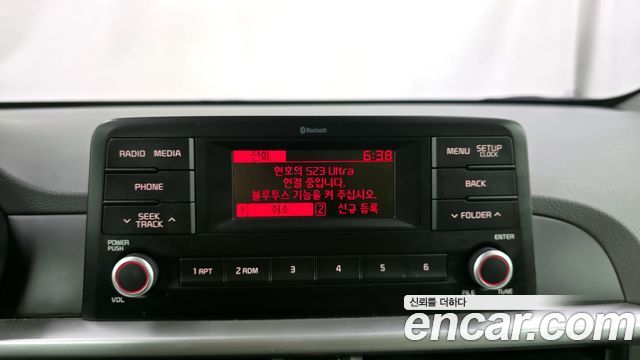 Bluetooth
전화 6:38
현호의 S23 Ultra
연결 중입니다.
블루투스 기능을 켜 주십시오.
1 취소 2 신규 등록
RADIO MEDIA
PHONE
SEEK
TRACK
MENU SETUP
CLOCK
BACK
FOLDER
POWER
PUSH
VOL
1 RPT 2 RDM 3 4 5 6
ENTER
FILE TUNE
신뢰를 더하다
encar.com